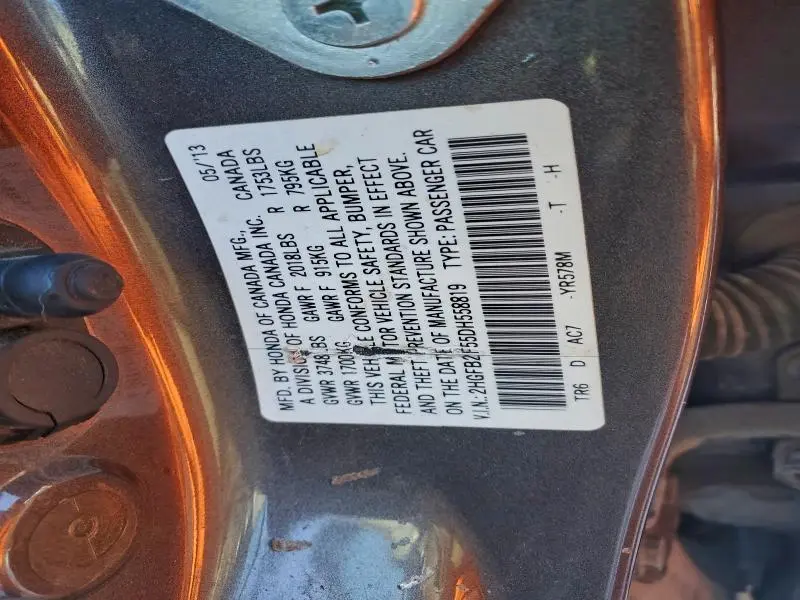 MFD. BY HONDA OF CANADA MFG., 05/'13
A DIVISION OF HONDA CANADA INC. CANADA
GVWR 3748LBS GAWR F 2018LBS R 1753LBS
GVWR 1700KG GAWR F 915KG R 795KG
THIS VEHICLE CONFORMS TO ALL APPLICABLE
FEDERAL MOTOR VEHICLE SAFETY, BUMPER,
AND THEFT PREVENTION STANDARDS IN EFFECT
ON THE DATE OF MANUFACTURE SHOWN ABOVE.
V.I.N.: 2HGFB2F55DH558819 TYPE: PASSENGER CAR
TR6 D AC7 -YR578M -T -H